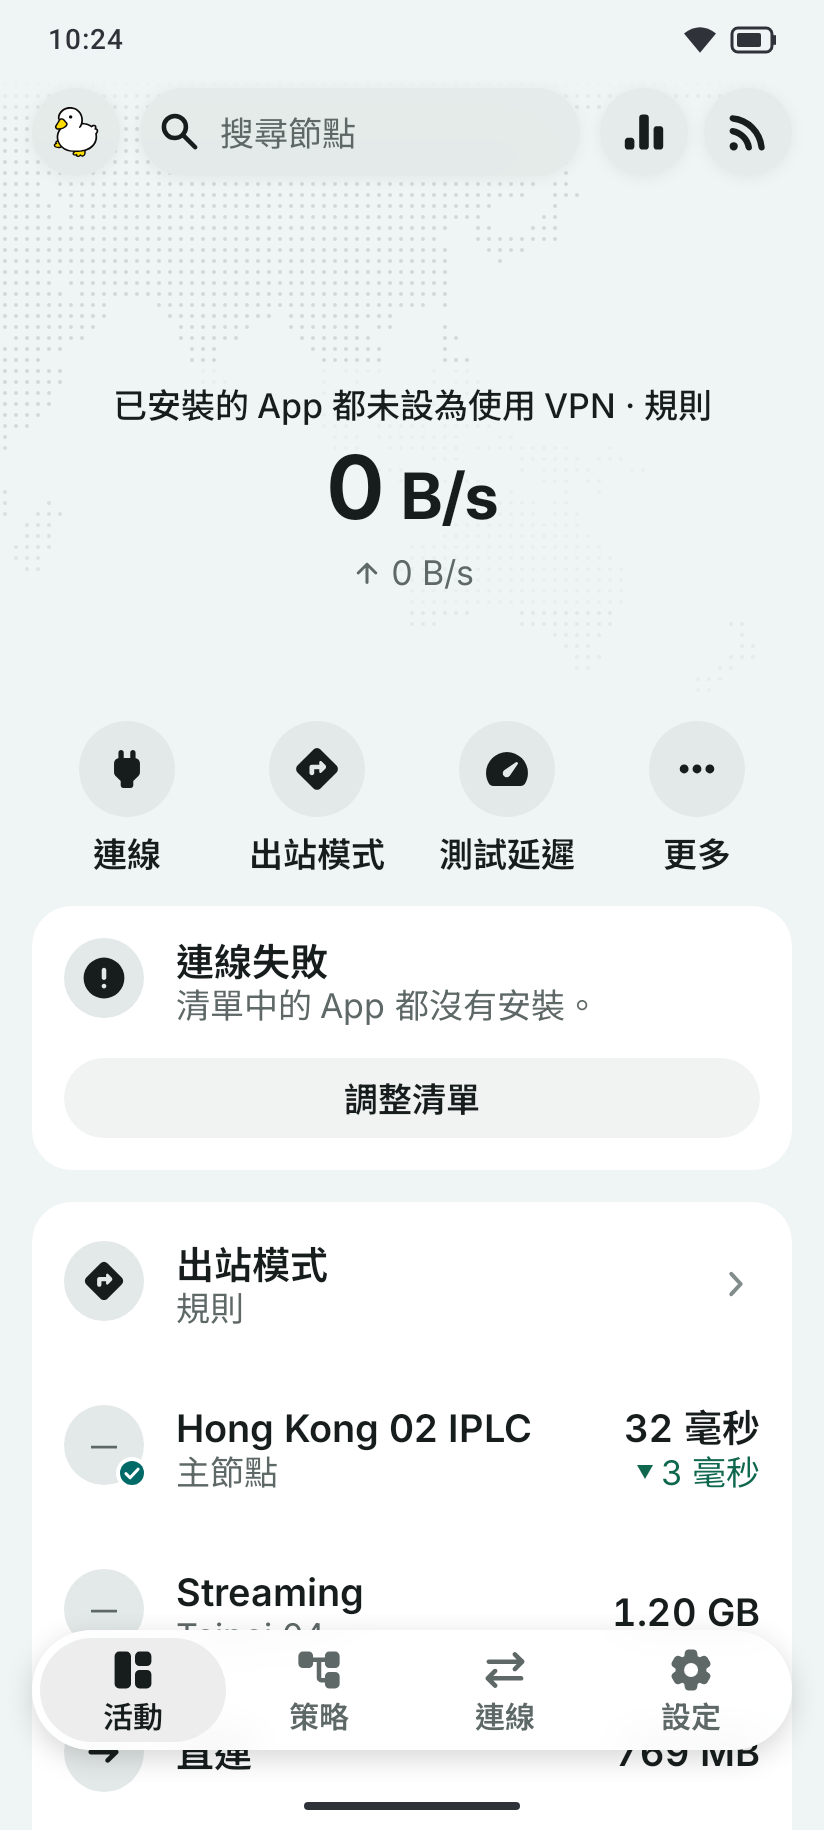 10:24
搜尋節點
已安裝的 App 都未設為使用 VPN · 規則
0 B/s
↑ 0 B/s
連線
出站模式
測試延遲
更多
連線失敗
清單中的 App 都沒有安裝。
調整清單
出站模式
規則
Hong Kong 02 IPLC
32 毫秒
主節點
▼3 毫秒
Streaming
1.20 GB
活動
策略
連線
設定
直連
769 MB